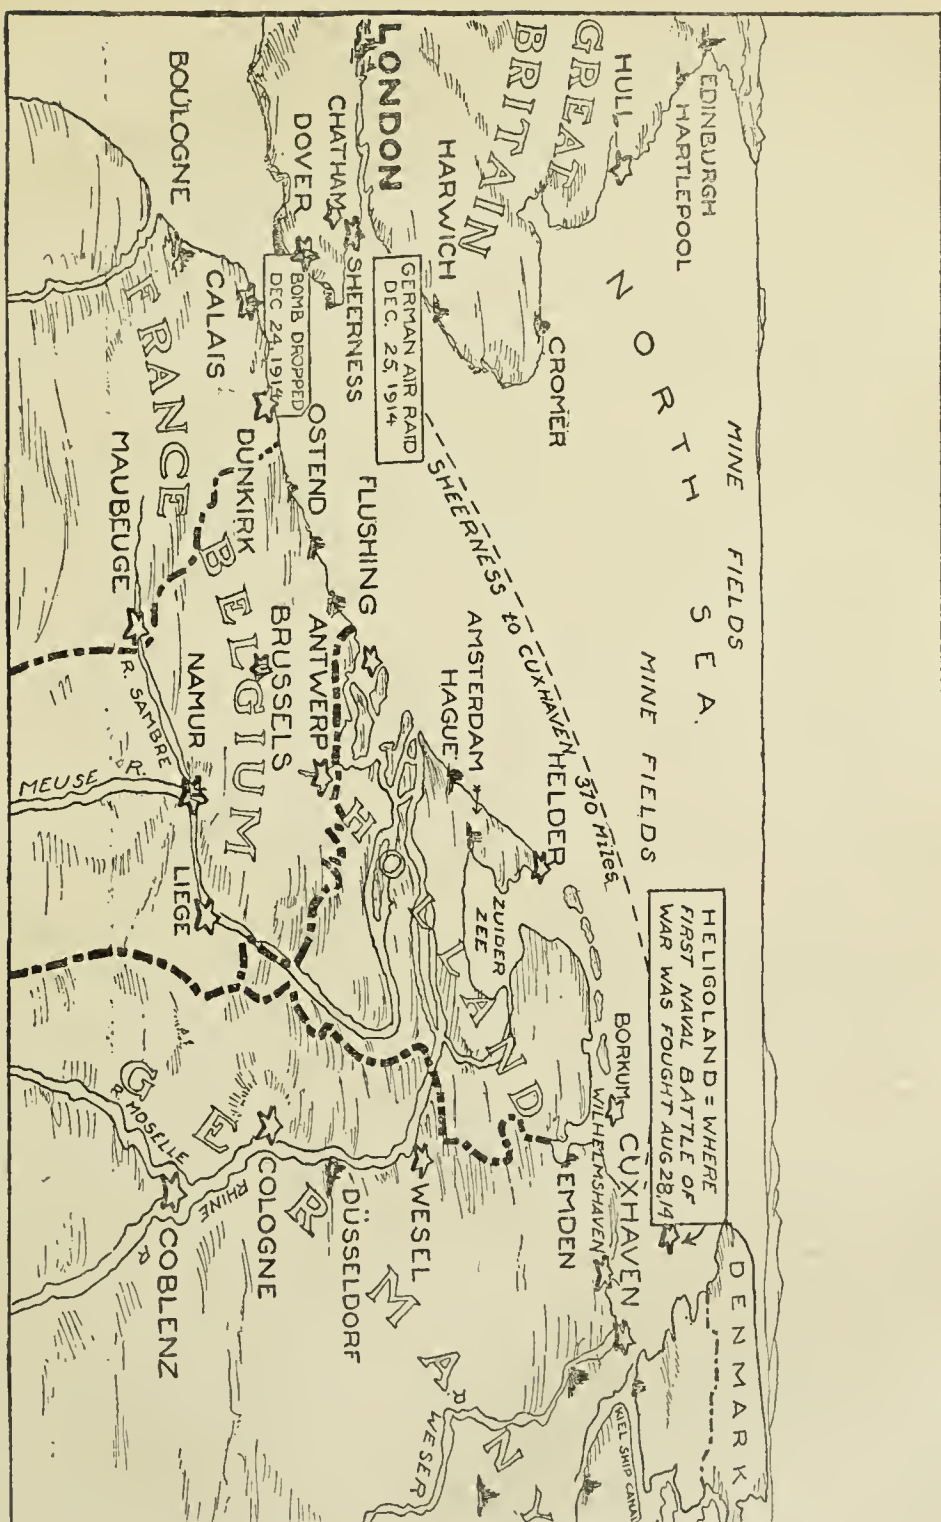 EDINBURGH
HARTLEPOOL
HULL
GREAT
BRITAIN
LONDON
HARWICH
CHATHAM
DOVER
BOULOGNE
SHEERNESS
CROMER
NORTH SEA.
MINE FIELDS
MINE FIELDS
GERMAN AIR RAID
DEC. 25, 1914
BOMB DROPPED
DEC 24, 1914
CALAIS
FRANCE
DUNKIRK
OSTEND
FLUSHING
MAUBEUGE
BELGIUM
BRUSSELS
ANTWERP
NAMUR
R. SAMBRE
MEUSE R.
LIEGE
SHEERNESS to CUXHAVEN 370 Miles.
AMSTERDAM
HAGUE
HELDER
HOLLAND
ZUIDER
ZEE
HELIGOLAND = WHERE
FIRST NAVAL BATTLE OF
WAR WAS FOUGHT AUG 28, 14
BORKUM
WILHELMSHAVEN
CUXHAVEN
EMDEN
DENMARK
KIEL SHIP CANAL
WESEL
DÜSSELDORF
COLOGNE
COBLENZ
R. MOSELLE
RHINE R
GERMANY
R WESER